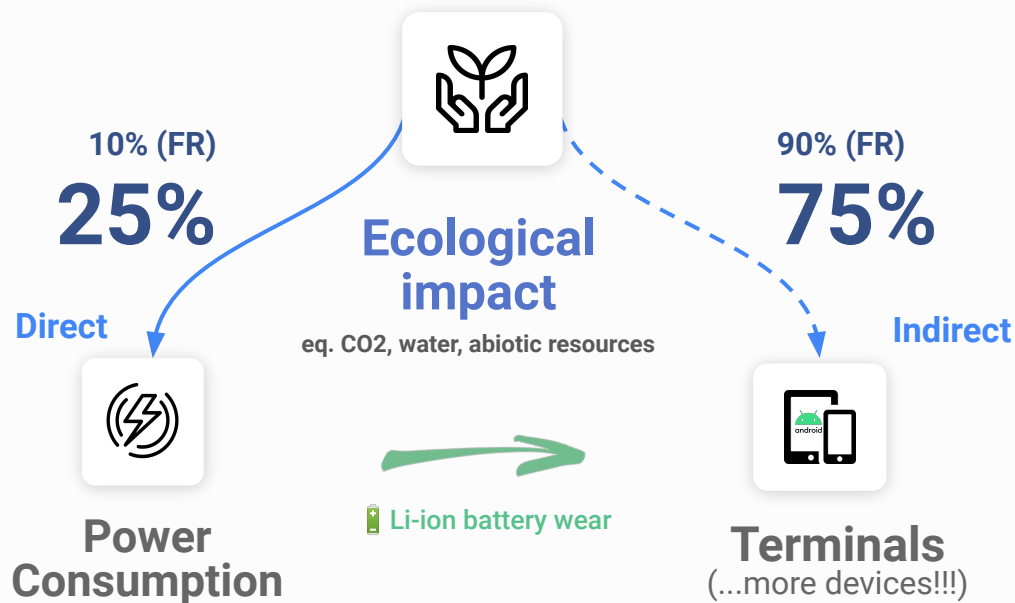 10% (FR)
25%
90% (FR)
75%
Ecological
impact
eq. CO2, water, abiotic resources
Direct
Indirect
android
Li-ion battery wear
Power
Consumption
Terminals
(...more devices!!!)